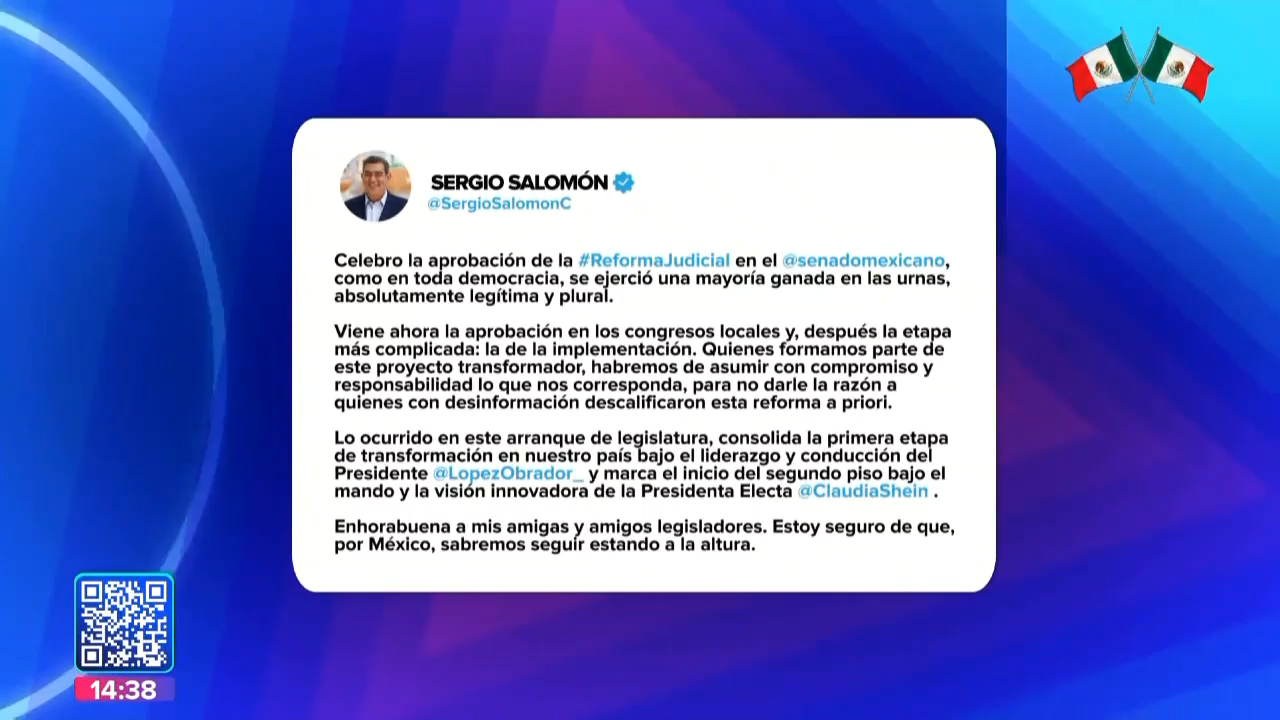 SERGIO SALOMÓN
@SergioSalomonC
Celebro la aprobación de la #ReformaJudicial en el @senadomexicano,
como en toda democracia, se ejerció una mayoría ganada en las urnas,
absolutamente legítima y plural.
Viene ahora la aprobación en los congresos locales y, después la etapa
más complicada: la de la implementación. Quienes formamos parte de
este proyecto transformador, habremos de asumir con compromiso y
responsabilidad lo que nos corresponda, para no darle la razón a
quienes con desinformación descalificaron esta reforma a priori.
Lo ocurrido en este arranque de legislatura, consolida la primera etapa
de transformación en nuestro país bajo el liderazgo y conducción del
Presidente @LopezObrador_ y marca el inicio del segundo piso bajo el
mando y la visión innovadora de la Presidenta Electa @ClaudiaShein .
Enhorabuena a mis amigas y amigos legisladores. Estoy seguro de que,
por México, sabremos seguir estando a la altura.
14:38